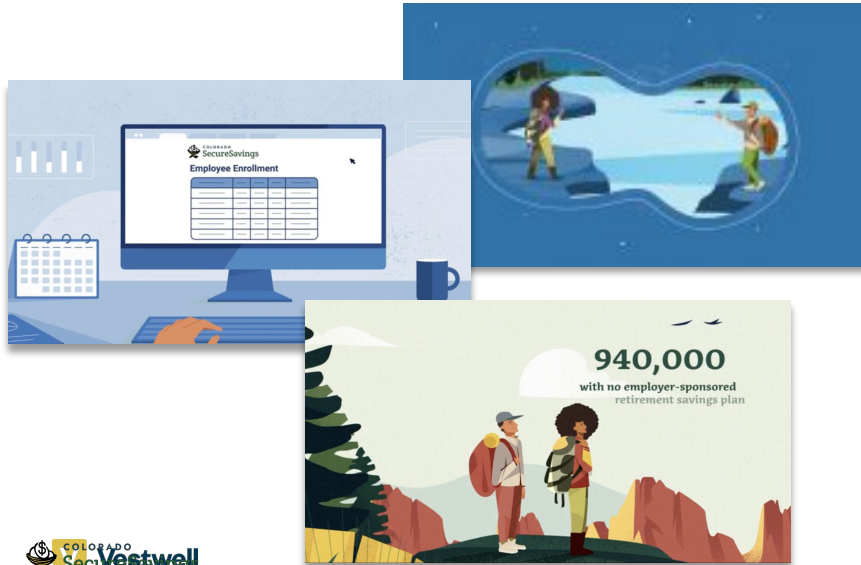 COLORADO
SecureSavings
Employee Enrollment
940,000
with no employer-sponsored
retirement savings plan
COLORADO
Vestwell